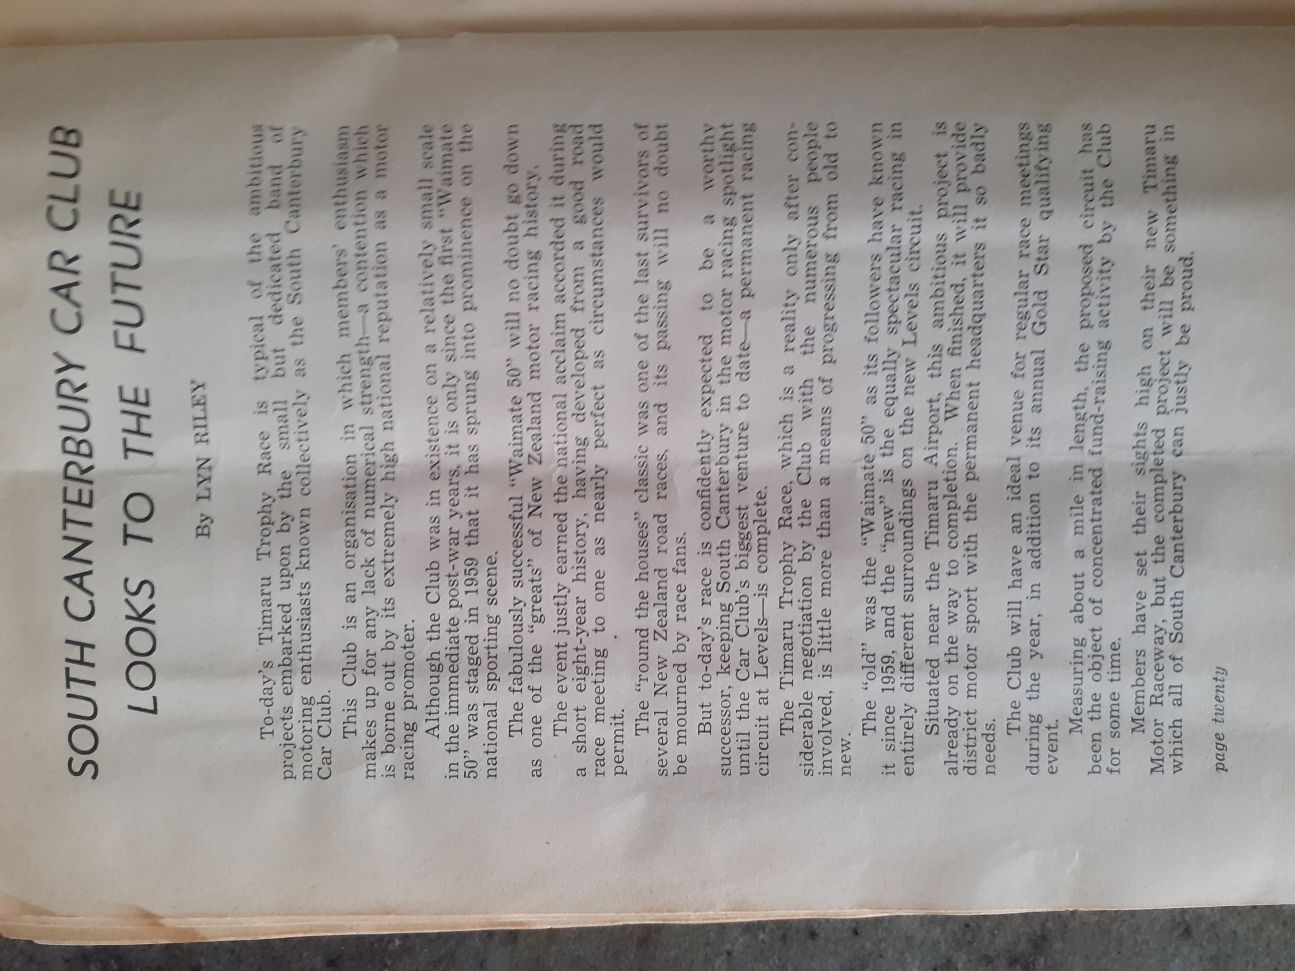 SOUTH CANTERBURY CAR CLUB
LOOKS TO THE FUTURE
By LYN RILEY
To-day's Timaru Trophy Race is typical of the ambitious
projects embarked upon by the small but dedicated band of
motoring enthusiasts known collectively as the South Canterbury
Car Club.
This Club is an organisation in which members' enthusiasm
makes up for any lack of numerical strength—a contention which
is borne out by its extremely high national reputation as a motor
racing promoter.
Although the Club was in existence on a relatively small scale
in the immediate post-war years, it is only since the first "Waimate
50" was staged in 1959 that it has sprung into prominence on the
national sporting scene.
The fabulously successful "Waimate 50" will no doubt go down
as one of the "greats" of New Zealand motor racing history.
The event justly earned the national acclaim accorded it during
a short eight-year history, having developed from a good road
race meeting to one as nearly perfect as circumstances would
permit.
The "round the houses" classic was one of the last survivors of
several New Zealand road races, and its passing will no doubt
be mourned by race fans.
But to-day's race is confidently expected to be a worthy
successor, keeping South Canterbury in the motor racing spotlight
until the Car Club's biggest venture to date—a permanent racing
circuit at Levels—is complete.
The Timaru Trophy Race, which is a reality only after con-
siderable negotiation by the Club with the numerous people
involved, is little more than a means of progressing from old to
new.
The "old" was the "Waimate 50" as its followers have known
it since 1959, and the "new" is the equally spectacular racing in
entirely different surroundings on the new Levels circuit.
Situated near the Timaru Airport, this ambitious project is
already on the way to completion. When finished, it will provide
district motor sport with the permanent headquarters it so badly
needs.
The Club will have an ideal venue for regular race meetings
during the year, in addition to its annual Gold Star qualifying
event.
Measuring about a mile in length, the proposed circuit has
been the object of concentrated fund-raising activity by the Club
for some time.
Members have set their sights high on their new Timaru
Motor Raceway, but the completed project will be something in
which all of South Canterbury can justly be proud.
page twenty